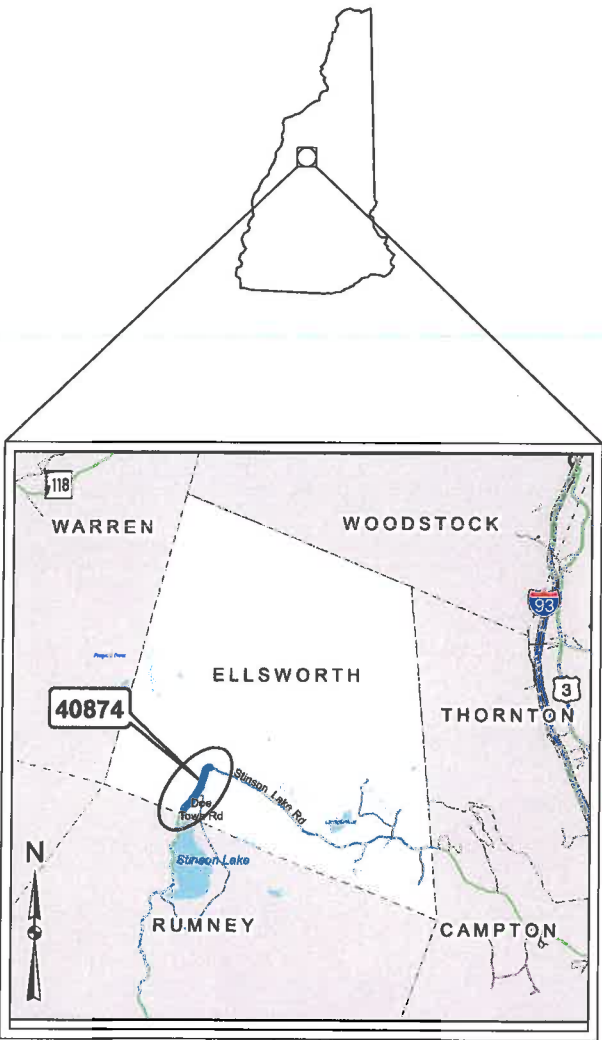 118
WARREN
WOODSTOCK
93
ELLSWORTH
3
40874
THORNTON
Stinson Lake Rd
Doe
Town Rd
N
Stinson Lake
RUMNEY
CAMPTON